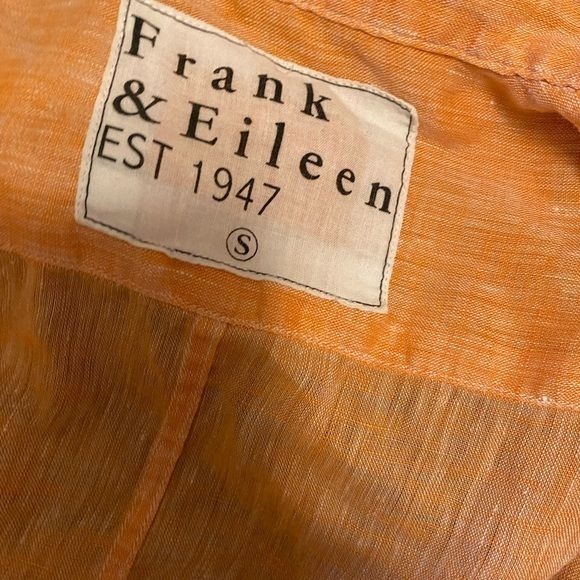 Frank
& Eileen
EST 1947
S